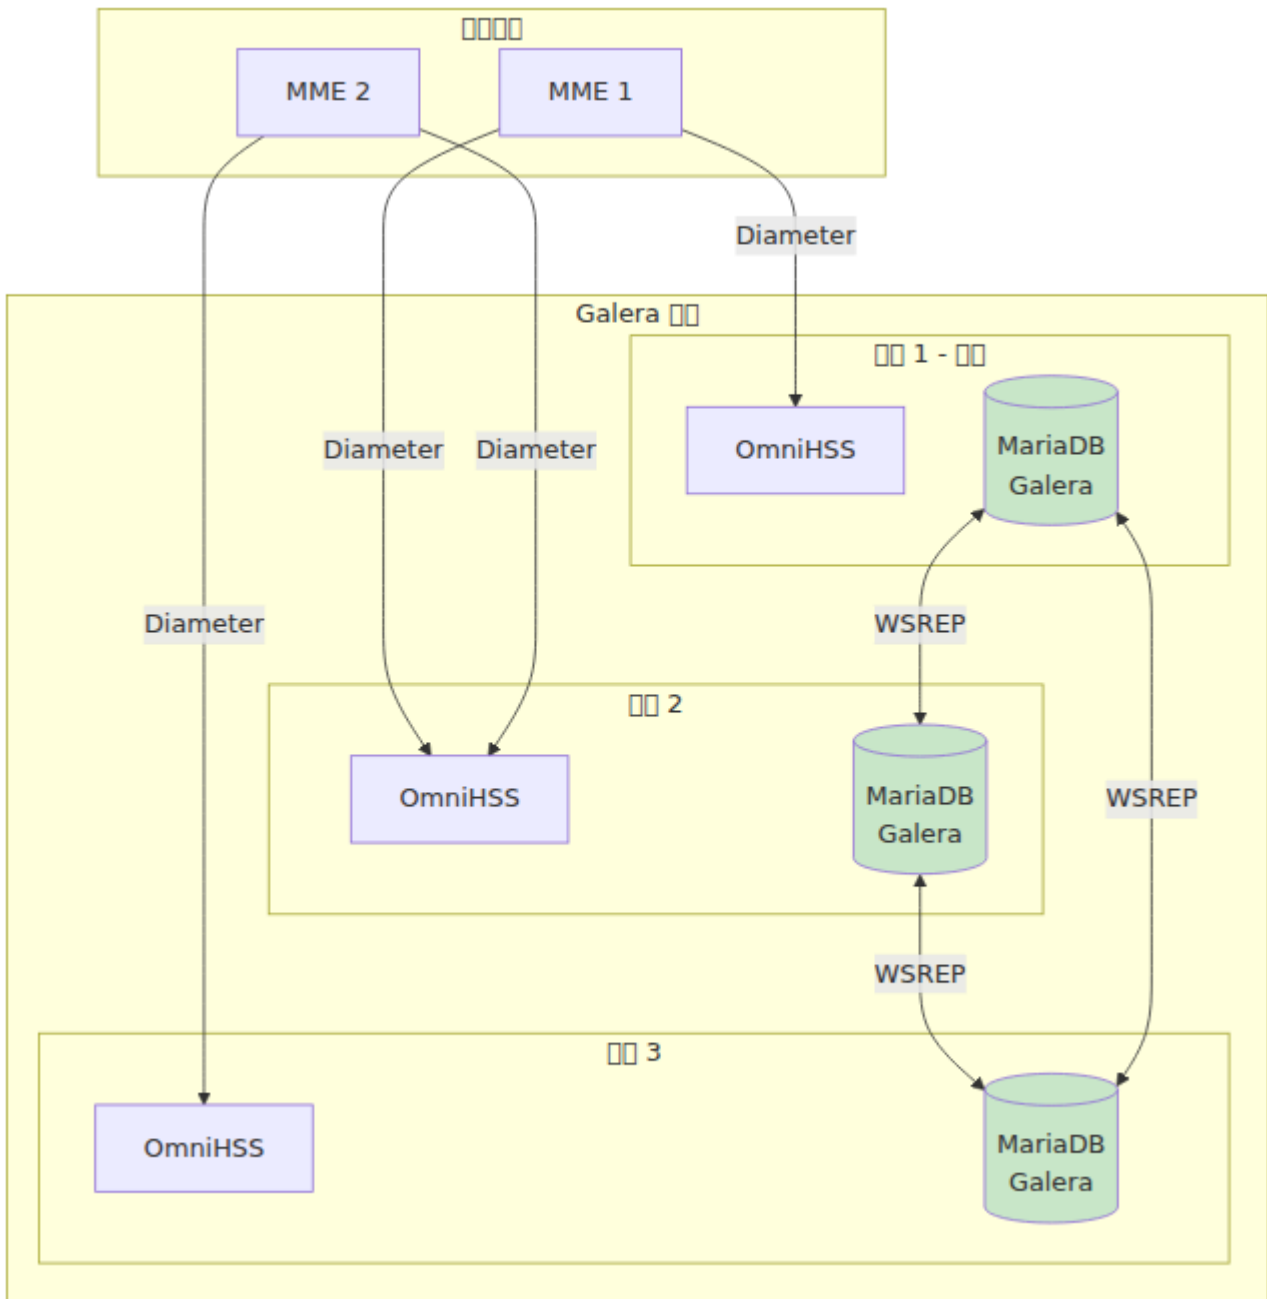 MME 2
MME 1
Diameter
Galera
1 -
OmniHSS
MariaDB
Galera
Diameter
Diameter
Diameter
WSREP
2
OmniHSS
MariaDB
Galera
WSREP
WSREP
3
OmniHSS
MariaDB
Galera